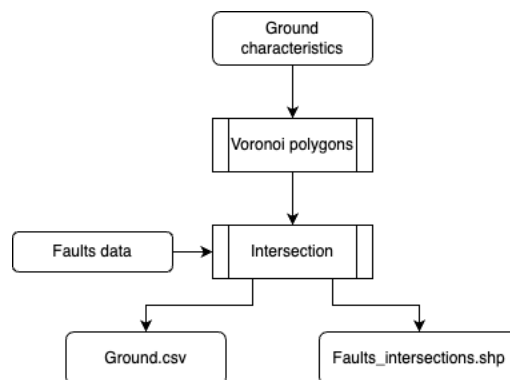 Ground
characteristics
Voronoi polygons
Faults data
Intersection
Ground.csv
Faults_intersections.shp